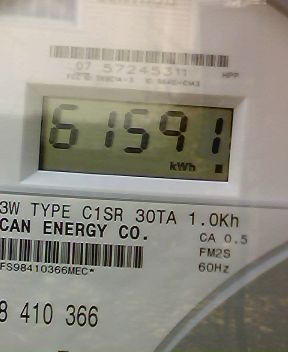 07 57245311 HPP
61591
kWh
3W TYPE C1SR 30TA 1.0Kh
CAN ENERGY CO. CA 0.5
FM2S
FS98410366MEC* 60Hz
8 410 366